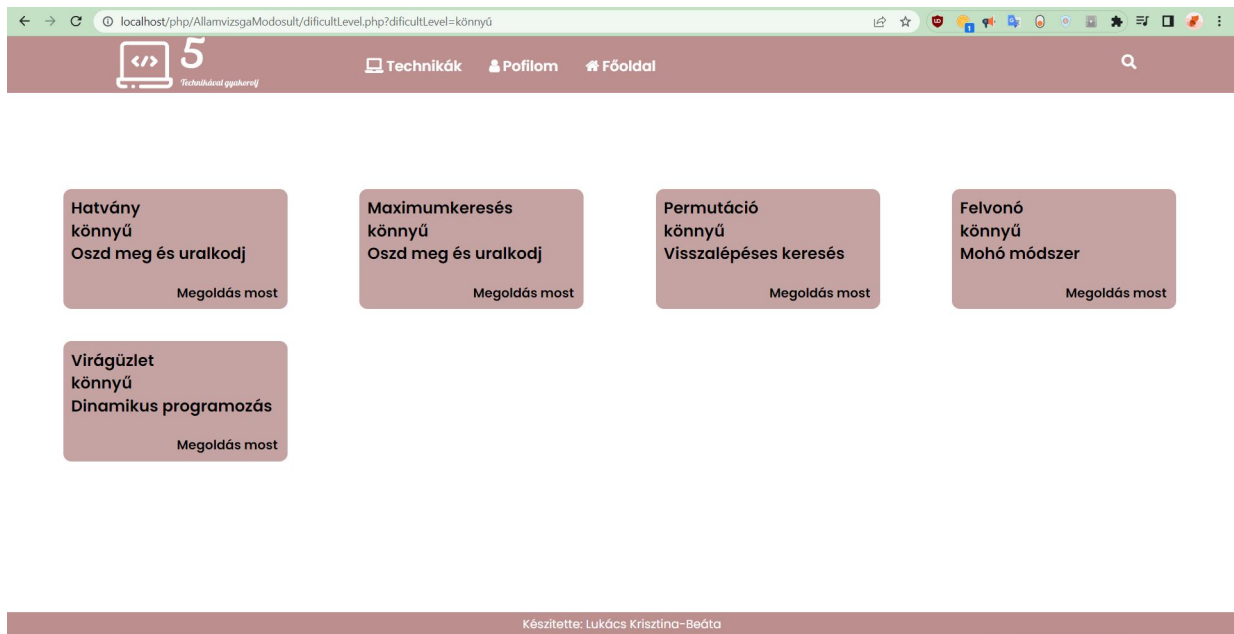 localhost/php/AllamvizsgaModosult/dificultLevel.php?dificultLevel=könnyű
</>
5
Technikával gyakorolj
Technikák
Pofilom
Főoldal
Hatvány
könnyű
Oszd meg és uralkodj
Megoldás most
Maximumkeresés
könnyű
Oszd meg és uralkodj
Megoldás most
Permutáció
könnyű
Visszalépéses keresés
Megoldás most
Felvonó
könnyű
Mohó módszer
Megoldás most
Virágüzlet
könnyű
Dinamikus programozás
Megoldás most
Készitette: Lukács Krisztina-Beáta